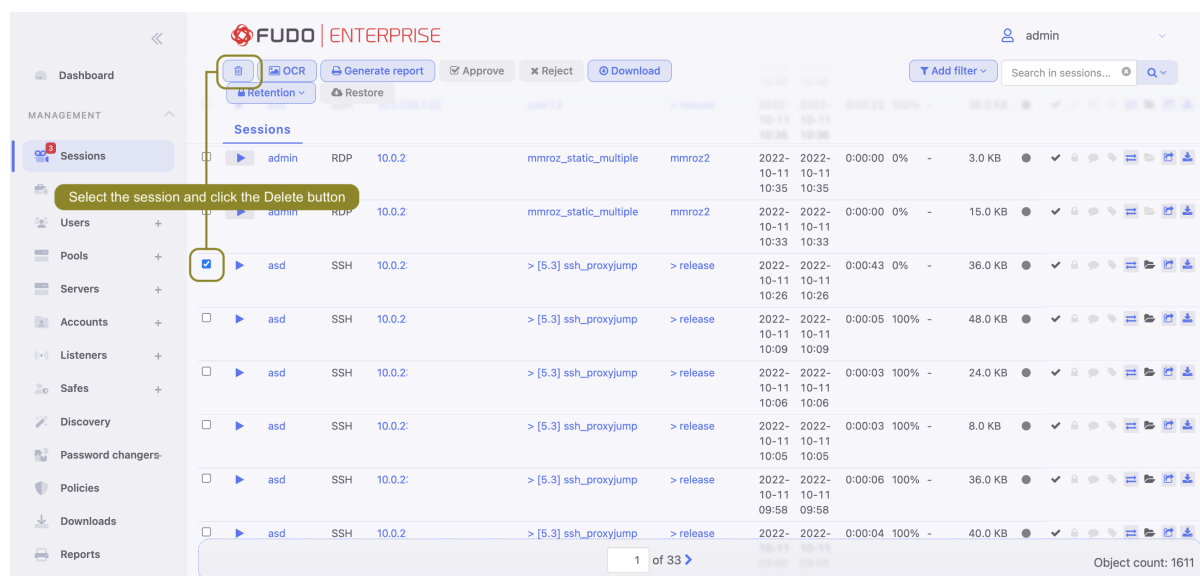 FUDO ENTERPRISE
admin
Dashboard
OCR Generate report Approve Reject Download
Add filter Search in sessions...
Retention Restore
MANAGEMENT
Sessions
3
Sessions
admin RDP 10.0.2 mmroz_static_multiple mmroz2 2022-10-11 10:35 2022-10-11 10:35 0:00:00 0% - 3.0 KB
Select the session and click the Delete button
admin RDP 10.0.2 mmroz_static_multiple mmroz2 2022-10-11 10:33 2022-10-11 10:33 0:00:00 0% - 15.0 KB
Users +
Pools +
asd SSH 10.0.2 > [5.3] ssh_proxyjump > release 2022-10-11 10:26 2022-10-11 10:26 0:00:43 0% - 36.0 KB
Servers +
Accounts +
asd SSH 10.0.2 > [5.3] ssh_proxyjump > release 2022-10-11 10:09 2022-10-11 10:09 0:00:05 100% - 48.0 KB
Listeners +
asd SSH 10.0.2 > [5.3] ssh_proxyjump > release 2022-10-11 10:06 2022-10-11 10:06 0:00:03 100% - 24.0 KB
Safes +
Discovery
asd SSH 10.0.2 > [5.3] ssh_proxyjump > release 2022-10-11 10:05 2022-10-11 10:05 0:00:03 100% - 8.0 KB
Password changers
Policies
asd SSH 10.0.2 > [5.3] ssh_proxyjump > release 2022-10-11 09:58 2022-10-11 09:58 0:00:06 100% - 36.0 KB
Downloads
asd SSH 10.0.2 > [5.3] ssh_proxyjump > release 2022- 2022- 0:00:04 100% - 40.0 KB
Reports
1 of 33
Object count: 1611